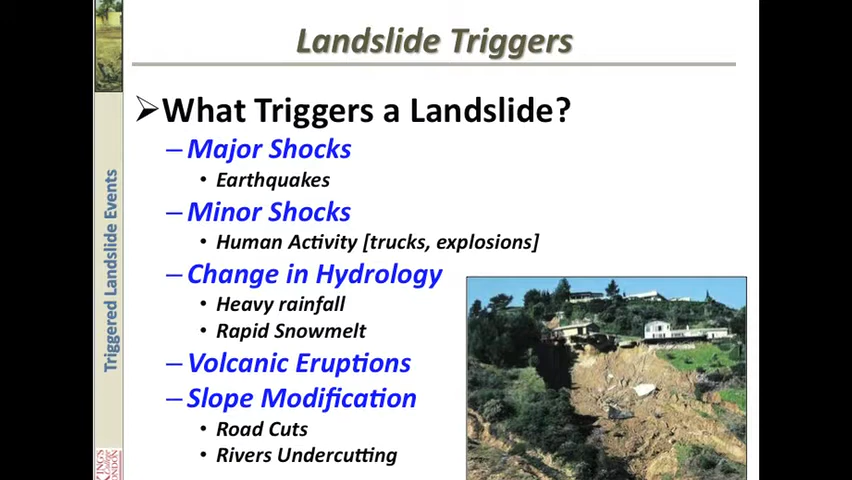 Landslide Triggers
➢What Triggers a Landslide?
–Major Shocks
• Earthquakes
–Minor Shocks
• Human Activity [trucks, explosions]
–Change in Hydrology
• Heavy rainfall
• Rapid Snowmelt
–Volcanic Eruptions
–Slope Modification
• Road Cuts
• Rivers Undercutting
Triggered Landslide Events